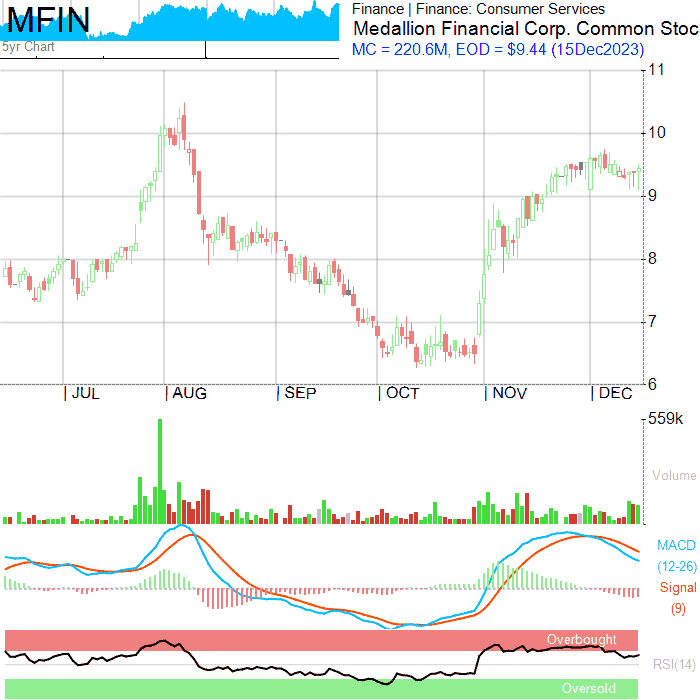 MFIN
5yr Chart
Finance | Finance: Consumer Services
Medallion Financial Corp. Common Stoc
MC = 220.6M, EOD = $9.44 (15Dec2023)
11
10
9
8
7
6
| JUL | AUG | SEP | OCT | NOV | DEC
559k
Volume
MACD
(12-26)
Signal
(9)
Overbought
RSI(14)
Oversold